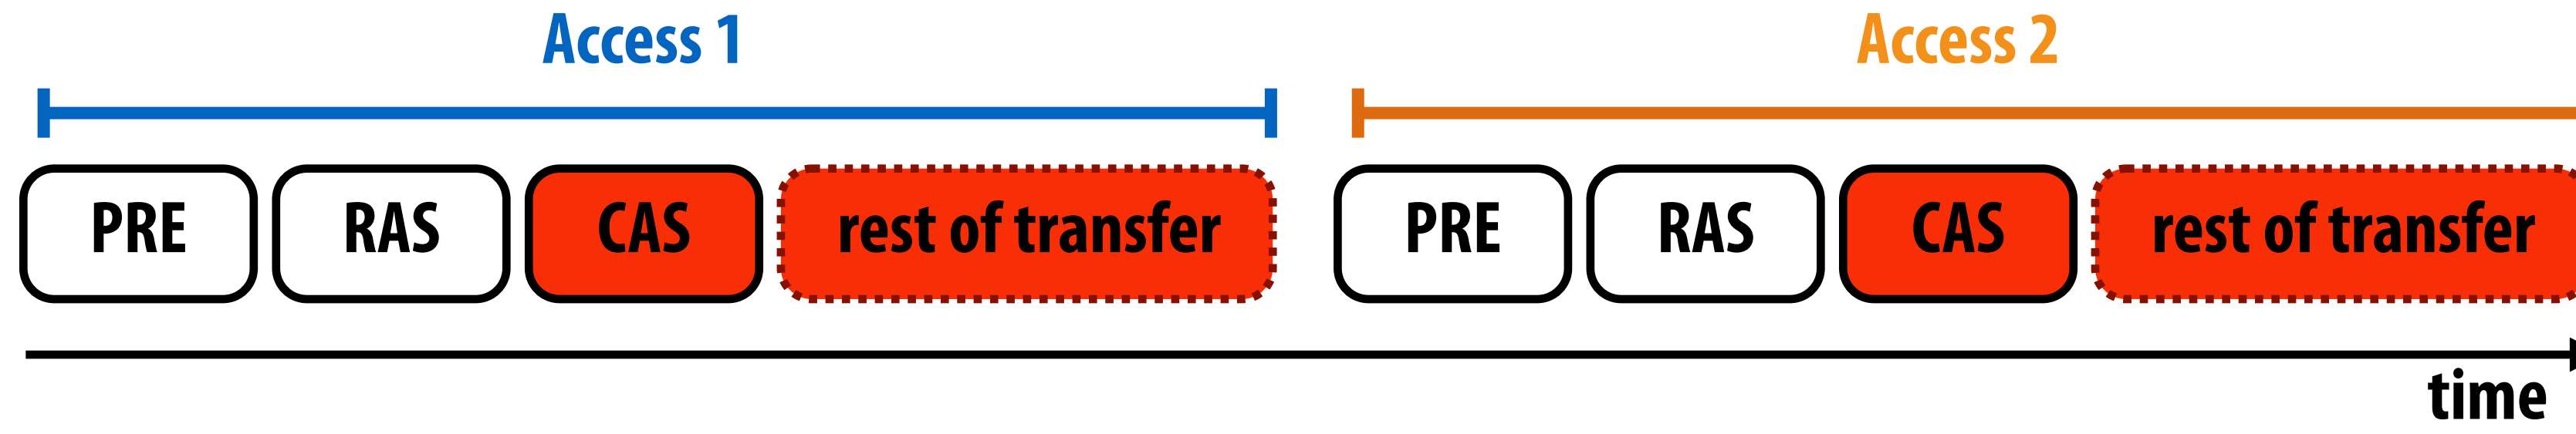 Access 1 Access 2
PRE RAS CAS rest of transfer PRE RAS CAS rest of transfer
time